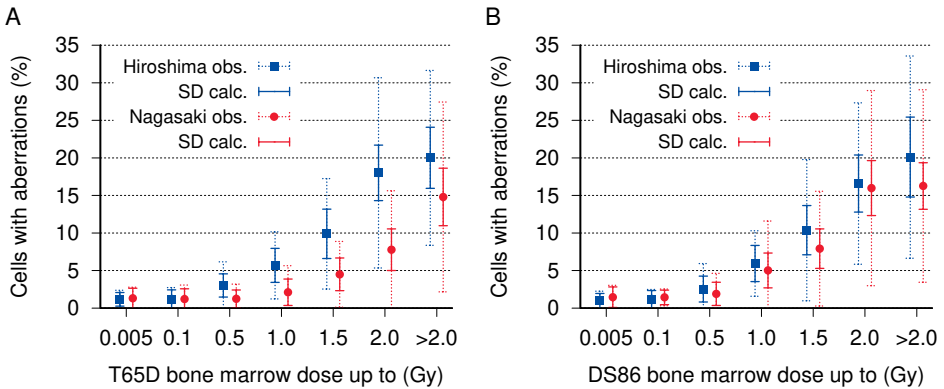 A
Cells with aberrations (%)
35
30
25
20
15
10
5
0
Hiroshima obs.
SD calc.
Nagasaki obs.
SD calc.
0.005 0.1 0.5 1.0 1.5 2.0 >2.0
T65D bone marrow dose up to (Gy)
B
Cells with aberrations (%)
35
30
25
20
15
10
5
0
Hiroshima obs.
SD calc.
Nagasaki obs.
SD calc.
0.005 0.1 0.5 1.0 1.5 2.0 >2.0
DS86 bone marrow dose up to (Gy)